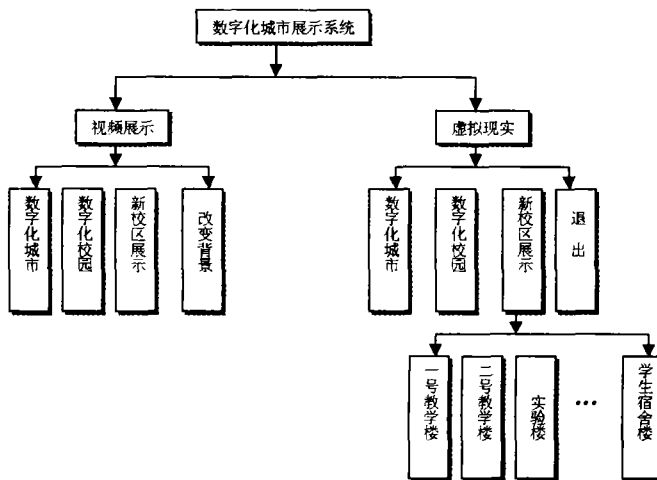 数字化城市展示系统
视频展示
虚拟现实
数字化城市
数字化校园
新校区展示
改变背景
数字化城市
数字化校园
新校区展示
退出
一号教学楼
二号教学楼
实验楼
···
学生宿舍楼